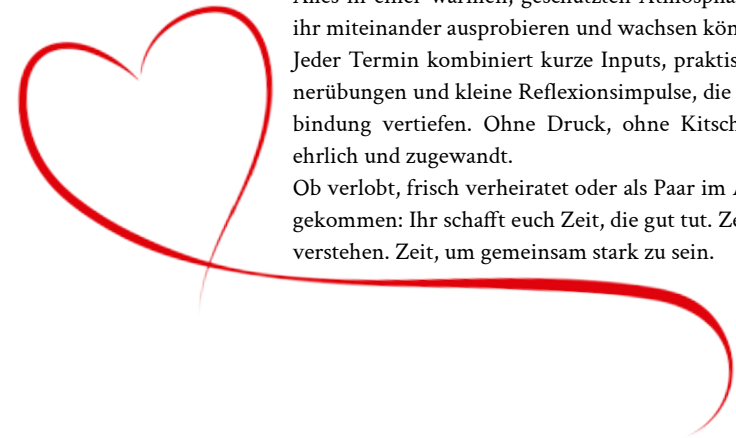 Alles in einer warmen, geschützten Atmosphä
ihr miteinander ausprobieren und wachsen kön
Jeder Termin kombiniert kurze Inputs, praktis
nerübungen und kleine Reflexionsimpulse, die
bindung vertiefen. Ohne Druck, ohne Kitsch
ehrlich und zugewandt.
Ob verlobt, frisch verheiratet oder als Paar im A
gekommen: Ihr schafft euch Zeit, die gut tut. Ze
verstehen. Zeit, um gemeinsam stark zu sein.